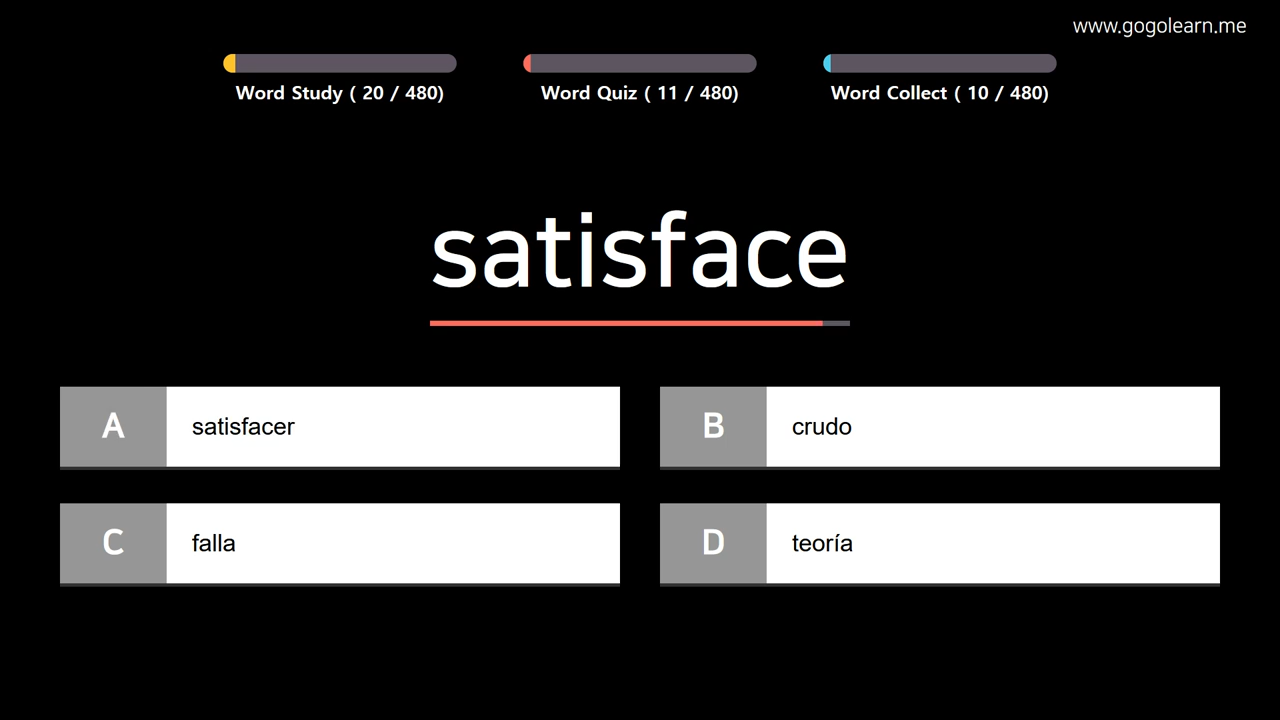 www.gogolearn.me
Word Study ( 20 / 480)
Word Quiz ( 11 / 480)
Word Collect ( 10 / 480)
satisface
A satisfacer
B crudo
C falla
D teoría